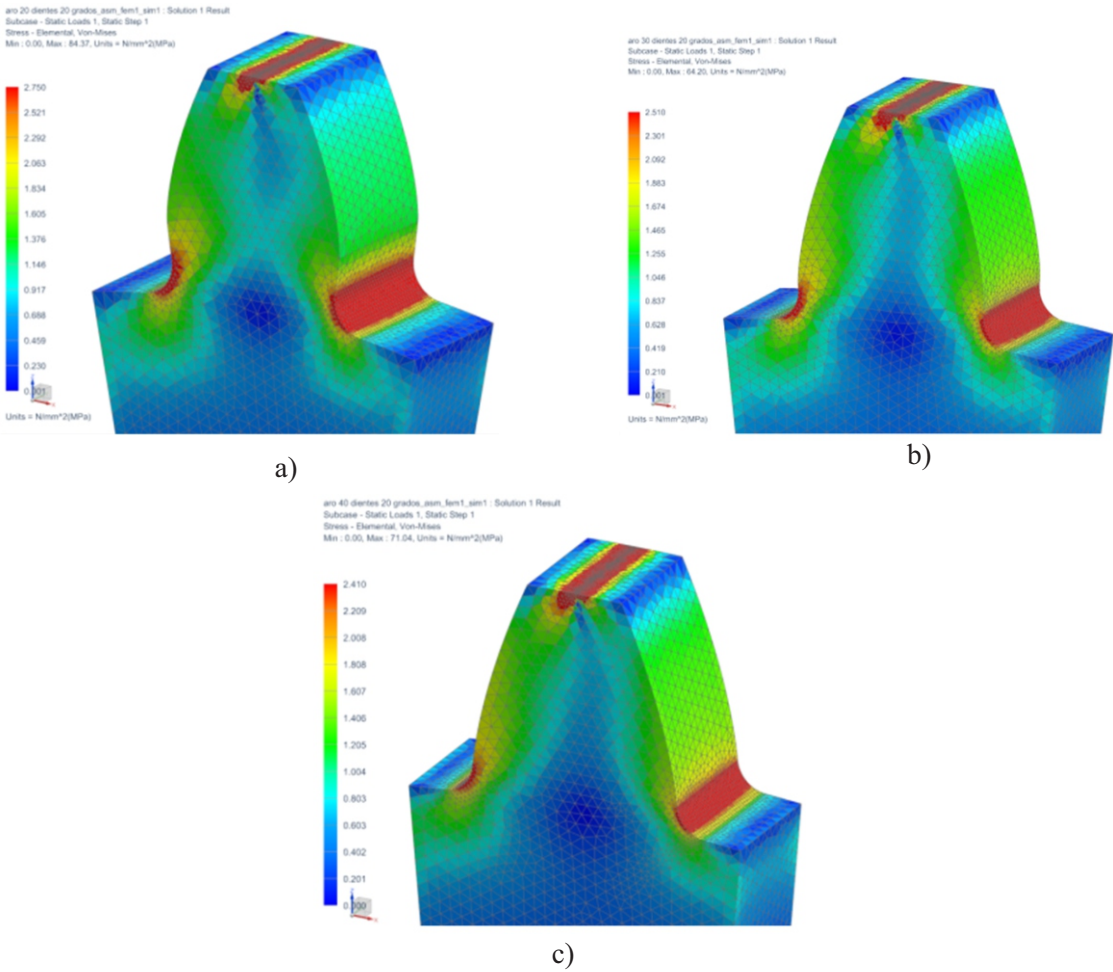 aro 20 dientes 20 grados_asm_fem1_sim1 : Solution 1 Result
Subcase - Static Loads 1, Static Step 1
Stress - Elemental, Von-Mises
Min : 0.00, Max : 84.37, Units = N/mm^2(MPa)
2.750
2.521
2.292
2.063
1.834
1.605
1.376
1.146
0.917
0.688
0.459
0.230
0.001
Units = N/mm^2(MPa)
a)
aro 30 dientes 20 grados_asm_fem1_sim1 : Solution 1 Result
Subcase - Static Loads 1, Static Step 1
Stress - Elemental, Von-Mises
Min : 0.00, Max : 64.20, Units = N/mm^2(MPa)
2.510
2.301
2.092
1.883
1.674
1.465
1.255
1.046
0.837
0.628
0.419
0.210
0.001
Units = N/mm^2(MPa)
b)
aro 40 dientes 20 grados_asm_fem1_sim1 : Solution 1 Result
Subcase - Static Loads 1, Static Step 1
Stress - Elemental, Von-Mises
Min : 0.00, Max : 71.04, Units = N/mm^2(MPa)
2.410
2.209
2.008
1.807
1.607
1.406
1.205
1.004
0.803
0.603
0.402
0.201
0.000
c)